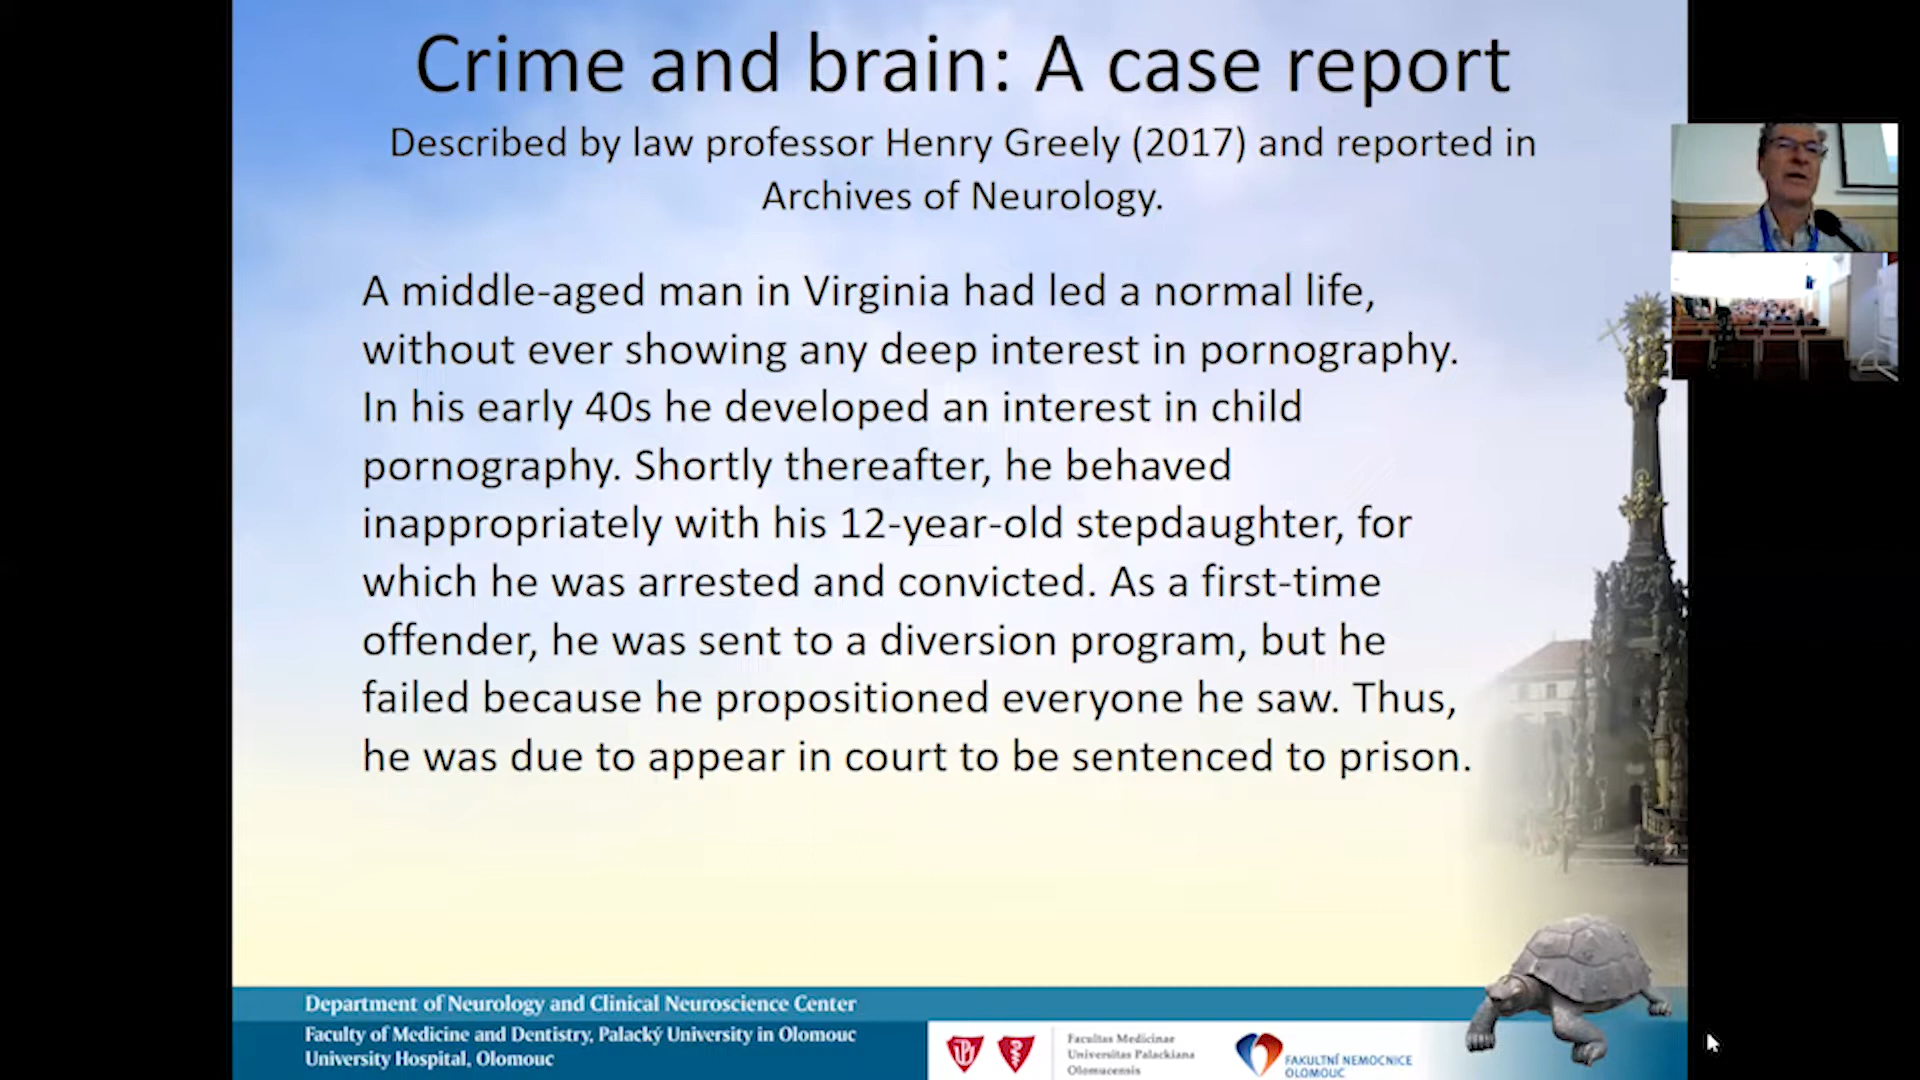 Crime and brain: A case report
Described by law professor Henry Greely (2017) and reported in
Archives of Neurology.
A middle-aged man in Virginia had led a normal life,
without ever showing any deep interest in pornography.
In his early 40s he developed an interest in child
pornography. Shortly thereafter, he behaved
inappropriately with his 12-year-old stepdaughter, for
which he was arrested and convicted. As a first-time
offender, he was sent to a diversion program, but he
failed because he propositioned everyone he saw. Thus,
he was due to appear in court to be sentenced to prison.
Department of Neurology and Clinical Neuroscience Center
Faculty of Medicine and Dentistry, Palacký University in Olomouc
University Hospital, Olomouc
Facultas Medicinae
Universitas Palackiana
Olomucensis
FAKULTNÍ NEMOCNICE
OLOMOUC